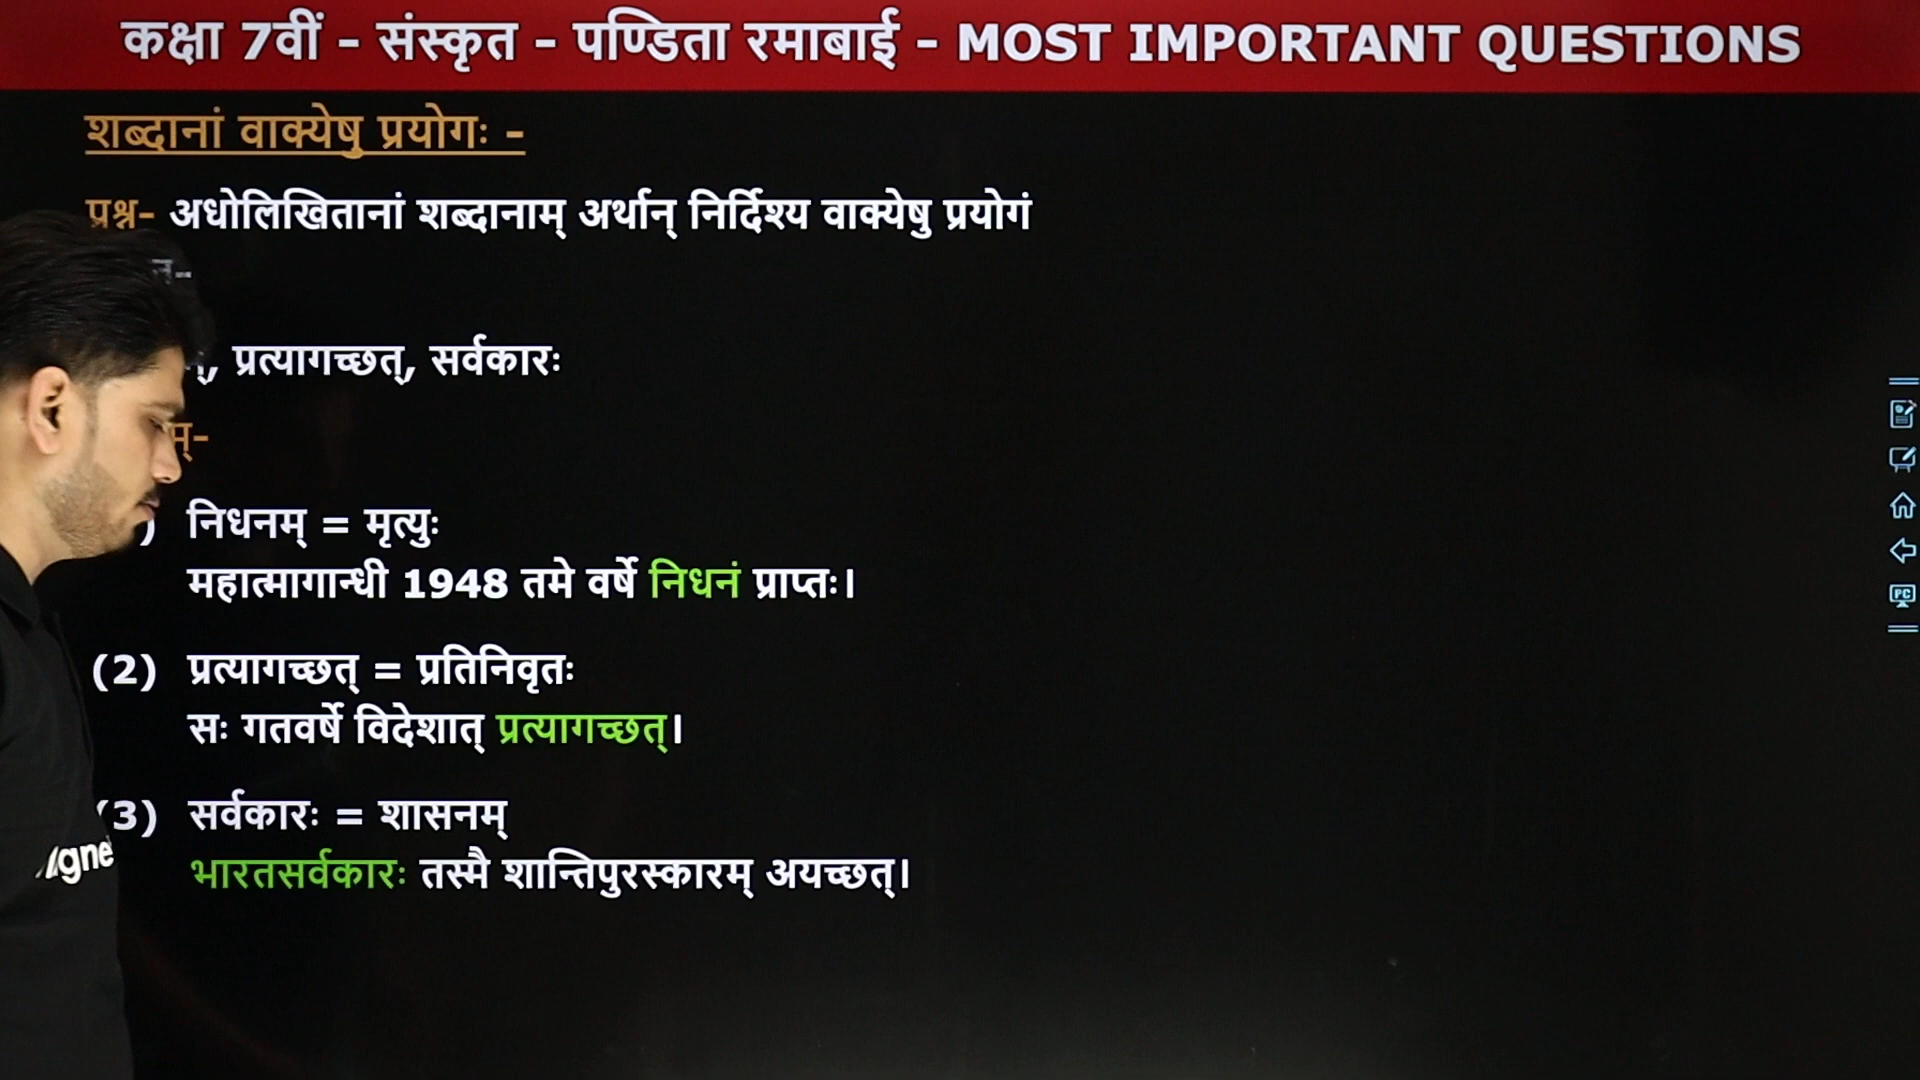 कक्षा 7वीं - संस्कृत - पण्डिता रमाबाई - MOST IMPORTANT QUESTIONS
शब्दानां वाक्येषु प्रयोगः -
प्रश्न- अधोलिखितानां शब्दानाम् अर्थान् निर्दिश्य वाक्येषु प्रयोगं
प्रत्यागच्छत्, सर्वकारः
निधनम् = मृत्युः
महात्मागान्धी 1948 तमे वर्षे निधनं प्राप्तः।
(2) प्रत्यागच्छत् = प्रतिनिवृतः
सः गतवर्षे विदेशात् प्रत्यागच्छत्।
(3) सर्वकारः = शासनम्
भारतसर्वकारः तस्मै शान्तिपुरस्कारम् अयच्छत्।
PC